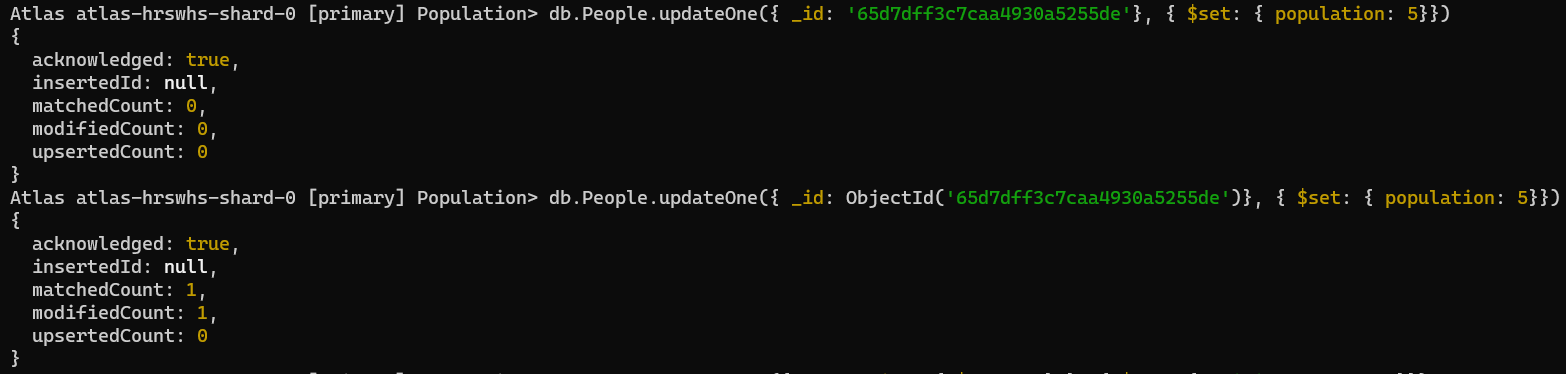 Atlas atlas-hrswhs-shard-0 [primary] Population> db.People.updateOne({ _id: '65d7dff3c7caa4930a5255de'}, { $set: { population: 5}})
{
  acknowledged: true,
  insertedId: null,
  matchedCount: 0,
  modifiedCount: 0,
  upsertedCount: 0
}
Atlas atlas-hrswhs-shard-0 [primary] Population> db.People.updateOne({ _id: ObjectId('65d7dff3c7caa4930a5255de')}, { $set: { population: 5}})
{
  acknowledged: true,
  insertedId: null,
  matchedCount: 1,
  modifiedCount: 1,
  upsertedCount: 0
}